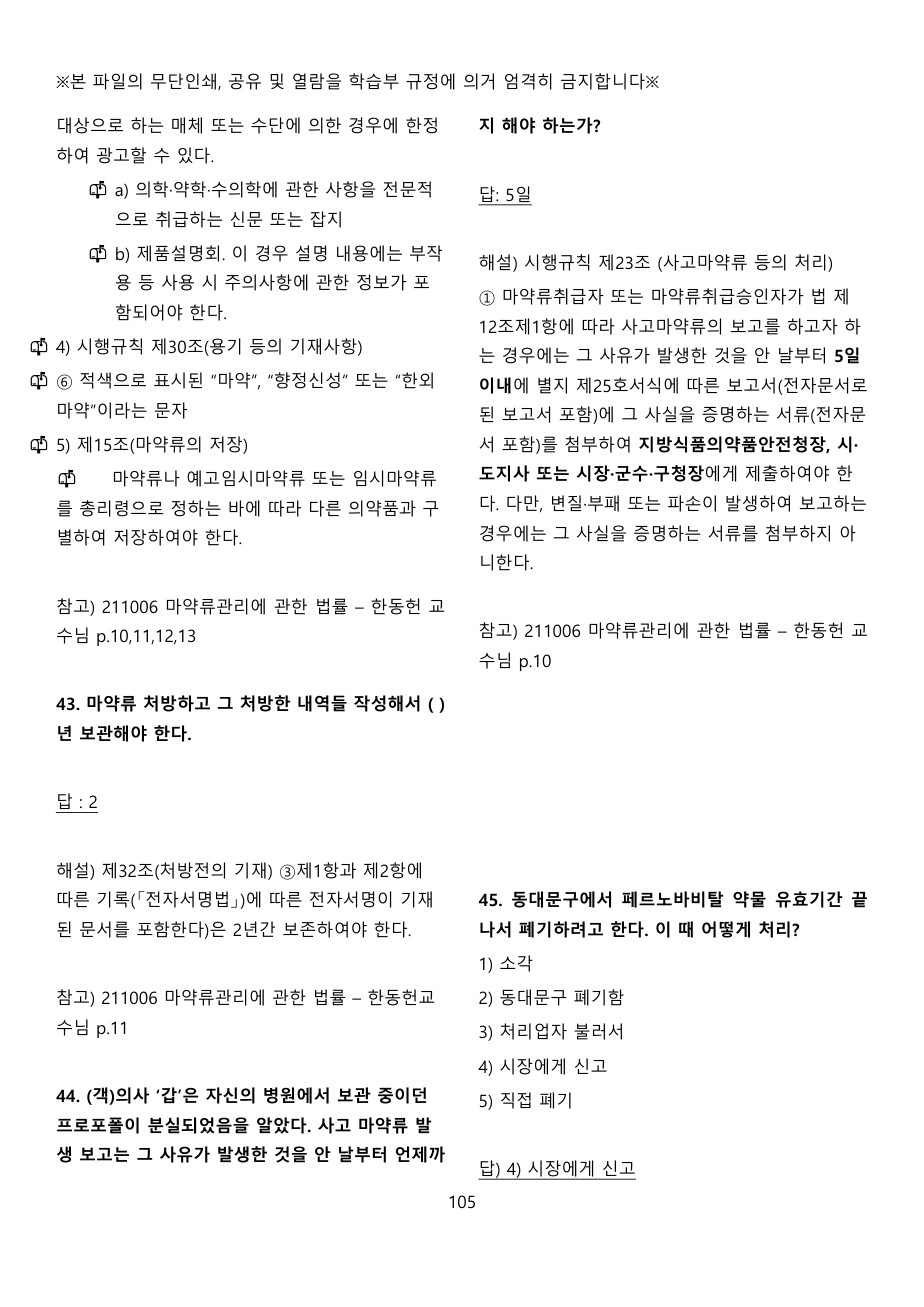 ※본 파일의 무단인쇄, 공유 및 열람을 학습부 규정에 의거 엄격히 금지합니다※
대상으로 하는 매체 또는 수단에 의한 경우에 한정
하여 광고할 수 있다.
a) 의학·약학·수의학에 관한 사항을 전문적
으로 취급하는 신문 또는 잡지
b) 제품설명회. 이 경우 설명 내용에는 부작
용 등 사용 시 주의사항에 관한 정보가 포
함되어야 한다.
4) 시행규칙 제30조(용기 등의 기재사항)
⑥ 적색으로 표시된 “마약”, “향정신성” 또는 “한외
마약”이라는 문자
5) 제15조(마약류의 저장)
마약류나 예고임시마약류 또는 임시마약류
를 총리령으로 정하는 바에 따라 다른 의약품과 구
별하여 저장하여야 한다.
참고) 211006 마약류관리에 관한 법률 – 한동헌 교
수님 p.10,11,12,13
43. 마약류 처방하고 그 처방한 내역들 작성해서 ( )
년 보관해야 한다.
답 : 2
해설) 제32조(처방전의 기재) ③제1항과 제2항에
따른 기록(｢전자서명법｣)에 따른 전자서명이 기재
된 문서를 포함한다)은 2년간 보존하여야 한다.
참고) 211006 마약류관리에 관한 법률 – 한동헌교
수님 p.11
44. (객)의사 ‘갑’은 자신의 병원에서 보관 중이던
프로포폴이 분실되었음을 알았다. 사고 마약류 발
생 보고는 그 사유가 발생한 것을 안 날부터 언제까
지 해야 하는가?
답: 5일
해설) 시행규칙 제23조 (사고마약류 등의 처리)
① 마약류취급자 또는 마약류취급승인자가 법 제
12조제1항에 따라 사고마약류의 보고를 하고자 하
는 경우에는 그 사유가 발생한 것을 안 날부터 5일
이내에 별지 제25호서식에 따른 보고서(전자문서로
된 보고서 포함)에 그 사실을 증명하는 서류(전자문
서 포함)를 첨부하여 지방식품의약품안전청장, 시·
도지사 또는 시장·군수·구청장에게 제출하여야 한
다. 다만, 변질·부패 또는 파손이 발생하여 보고하는
경우에는 그 사실을 증명하는 서류를 첨부하지 아
니한다.
참고) 211006 마약류관리에 관한 법률 – 한동헌 교
수님 p.10
45. 동대문구에서 페르노바비탈 약물 유효기간 끝
나서 폐기하려고 한다. 이 때 어떻게 처리?
1) 소각
2) 동대문구 폐기함
3) 처리업자 불러서
4) 시장에게 신고
5) 직접 폐기
답) 4) 시장에게 신고
105